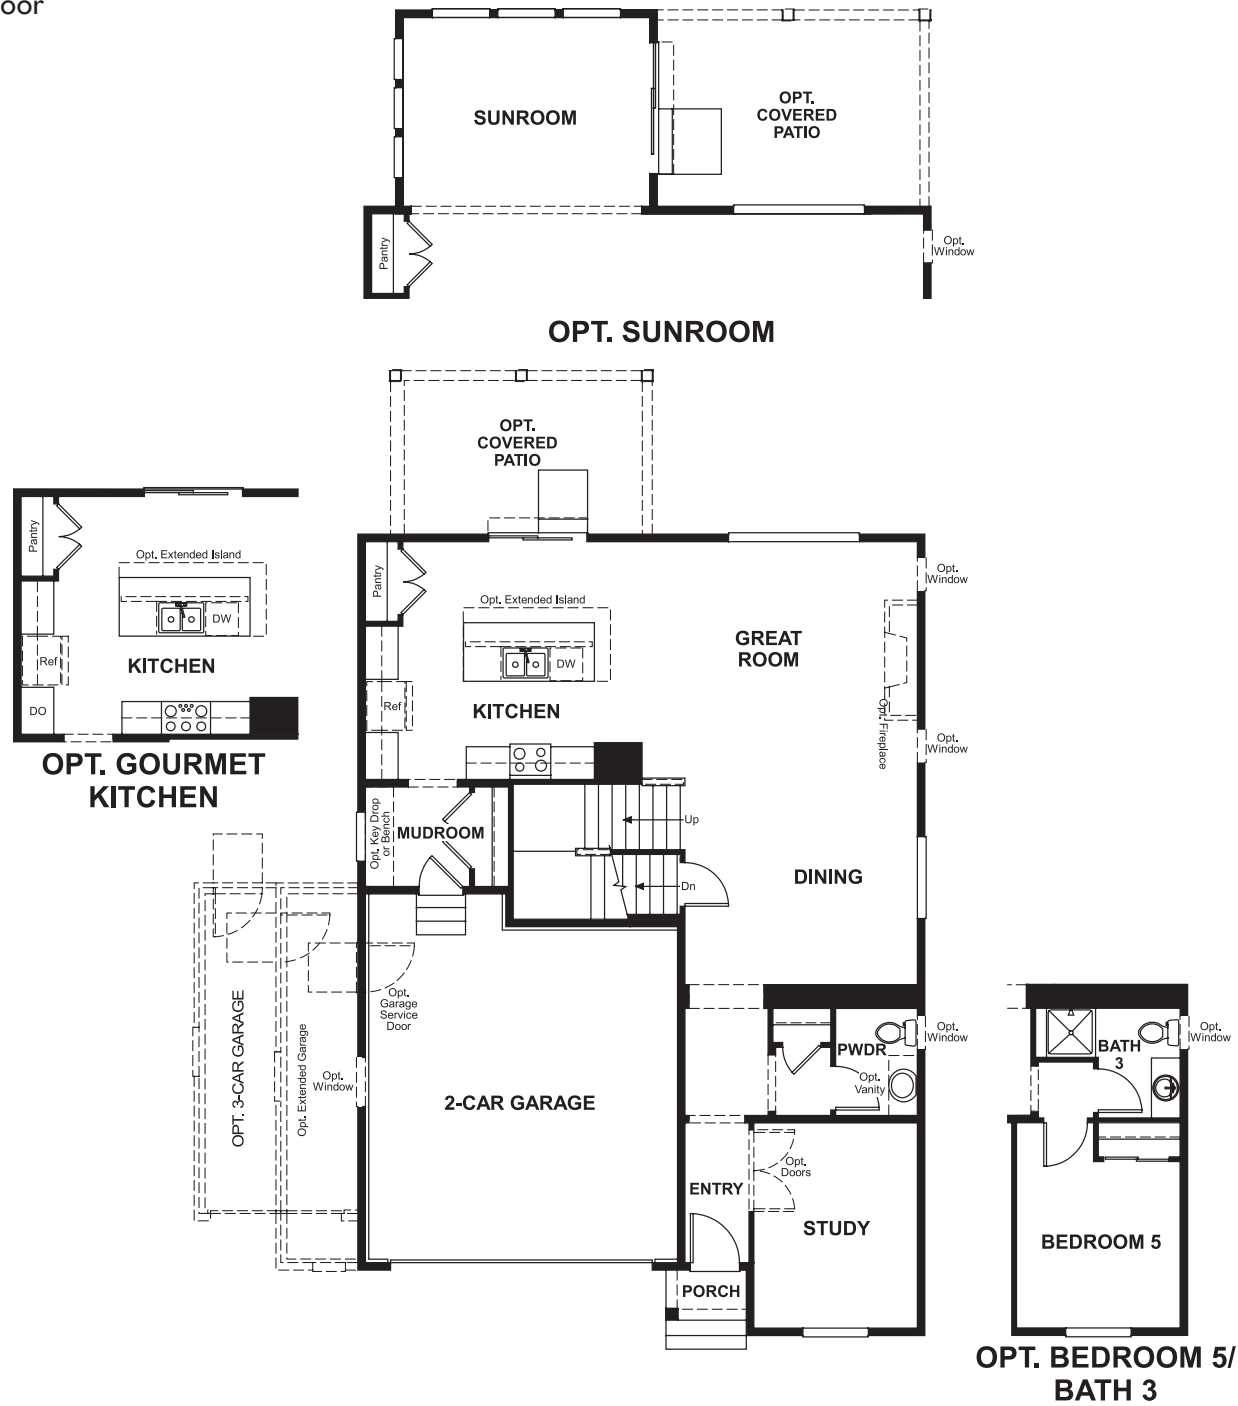 oor
SUNROOM
OPT.
COVERED
PATIO
Pantry
Opt.
Window
OPT. SUNROOM
OPT.
COVERED
PATIO
Pantry
Opt. Extended Island
DW
Ref
KITCHEN
DO
OPT. GOURMET
KITCHEN
Pantry
Opt. Extended Island
DW
Ref
KITCHEN
GREAT
ROOM
Opt.
Window
Opt. Fireplace
Opt.
Window
Opt. Key Drop
or Bench
MUDROOM
Up
Dn
DINING
OPT. 3-CAR GARAGE
Opt. Extended Garage
Opt.
Garage
Service
Door
Opt.
Window
2-CAR GARAGE
PWDR
Opt.
Vanity
Opt.
Window
ENTRY
Opt.
Doors
STUDY
PORCH
BATH
3
Opt.
Window
BEDROOM 5
OPT. BEDROOM 5/
BATH 3